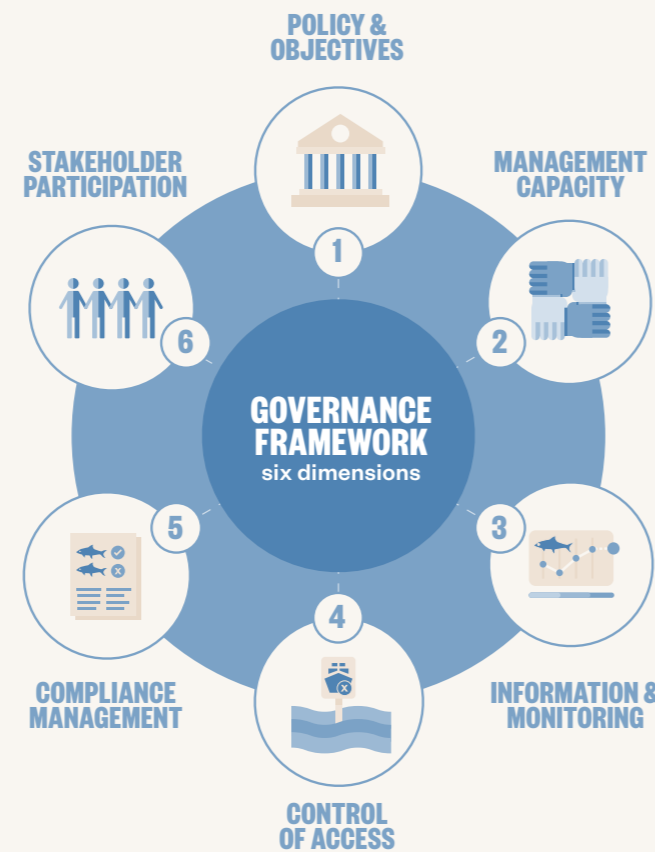 POLICY &
OBJECTIVES
1
MANAGEMENT
CAPACITY
2
INFORMATION &
MONITORING
3
CONTROL
OF ACCESS
4
COMPLIANCE
MANAGEMENT
5
STAKEHOLDER
PARTICIPATION
6
GOVERNANCE
FRAMEWORK
six dimensions